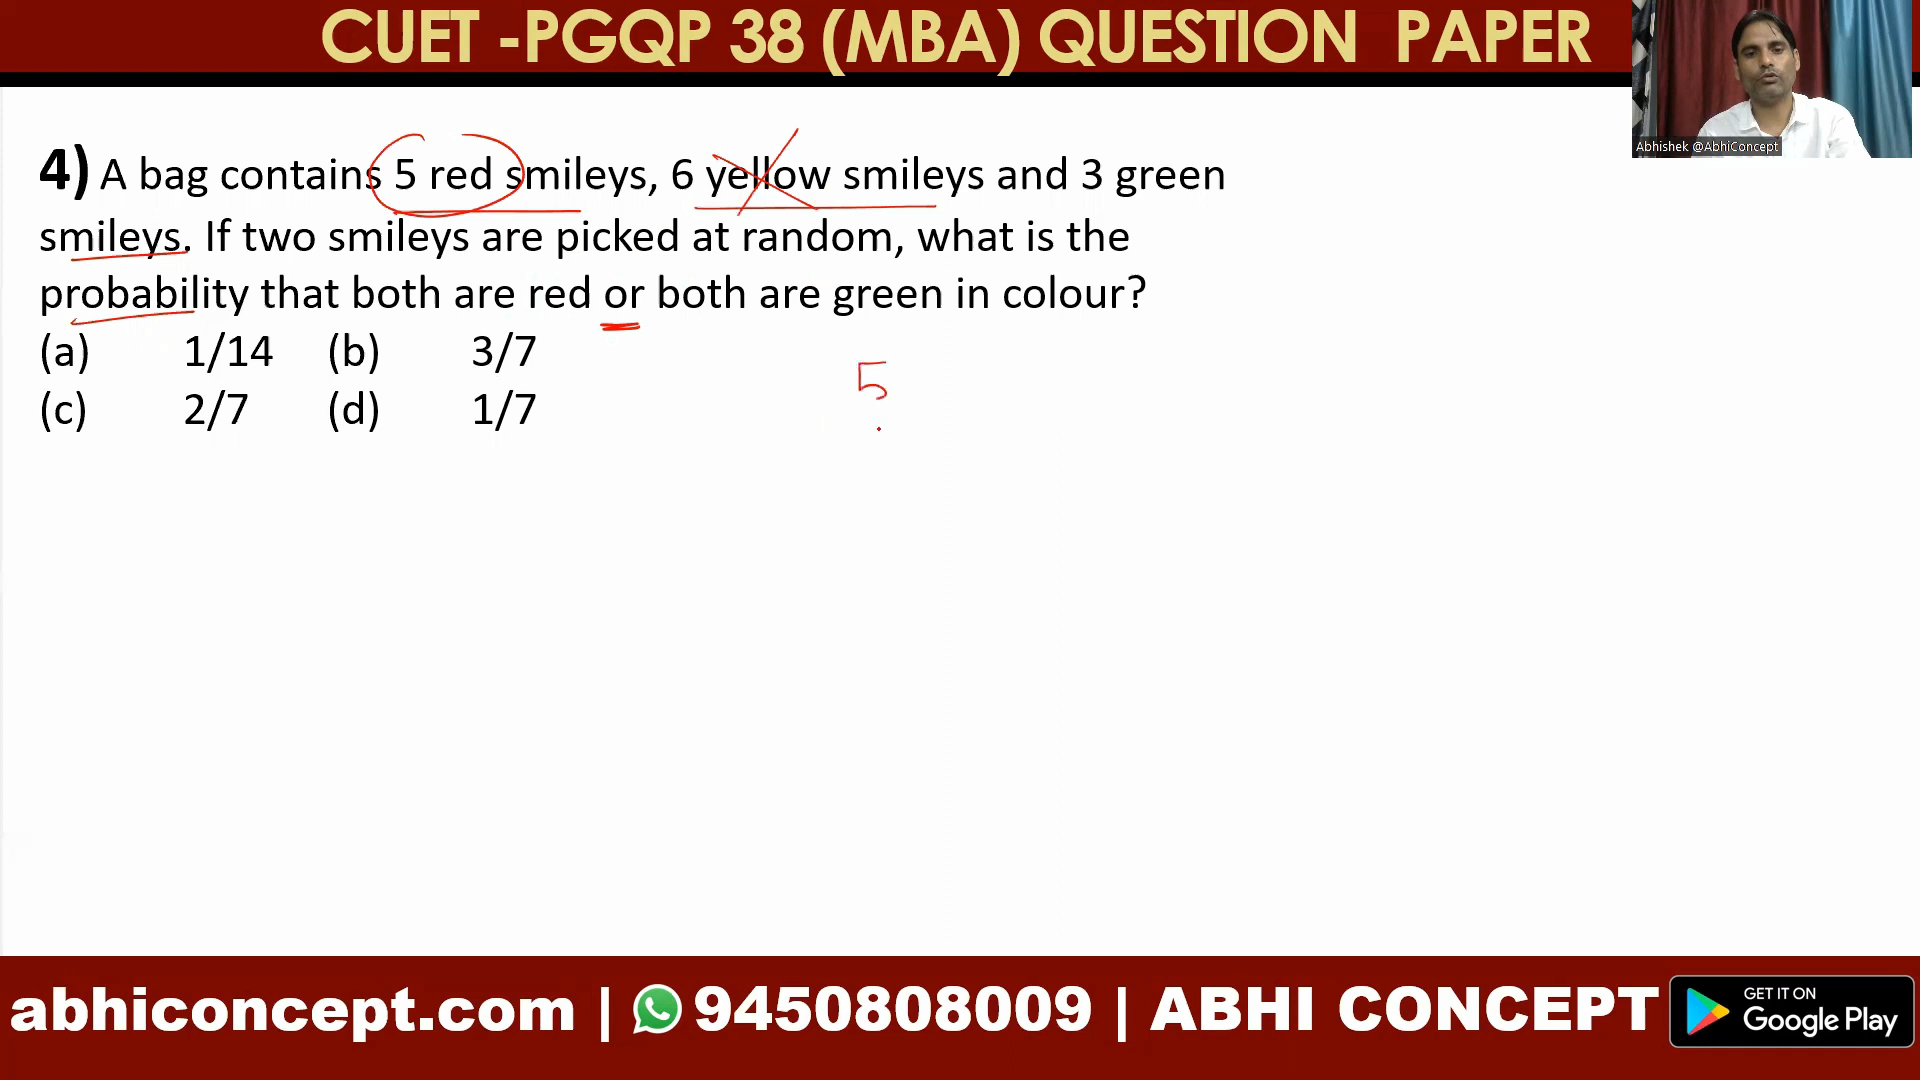 CUET -PGQP 38 (MBA) QUESTION PAPER
Abhishek @AbhiConcept
4) A bag contains 5 red smileys, 6 yellow smileys and 3 green
smileys. If two smileys are picked at random, what is the
probability that both are red or both are green in colour?
(a) 1/14 (b) 3/7
5
(c) 2/7 (d) 1/7
abhiconcept.com | 9450808009 | ABHI CONCEPT
GET IT ON
Google Play